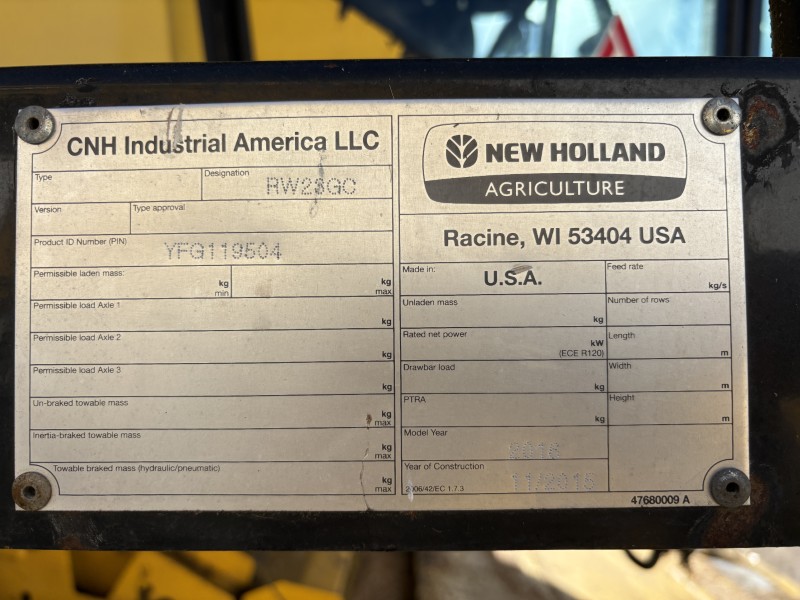 CNH Industrial America LLC
Type
Designation
RW23GC
Version
Type approval
Product ID Number (PIN)
YFG119504
Permissible laden mass:
kg
min
kg
max
Permissible load Axle 1
kg
Permissible load Axle 2
kg
Permissible load Axle 3
kg
Un-braked towable mass
kg
max
Inertia-braked towable mass
kg
max
Towable braked mass (hydraulic/pneumatic)
kg
max
NEW HOLLAND
AGRICULTURE
Racine, WI 53404 USA
Made in:
U.S.A.
Feed rate
kg/s
Unladen mass
kg
Number of rows
Rated net power
kW
(ECE R120)
Length
m
Drawbar load
kg
Width
m
PTRA
kg
Height
m
Model Year
2016
Year of Construction
11/2015
2006/42/EC 1.7.3
47680009 A